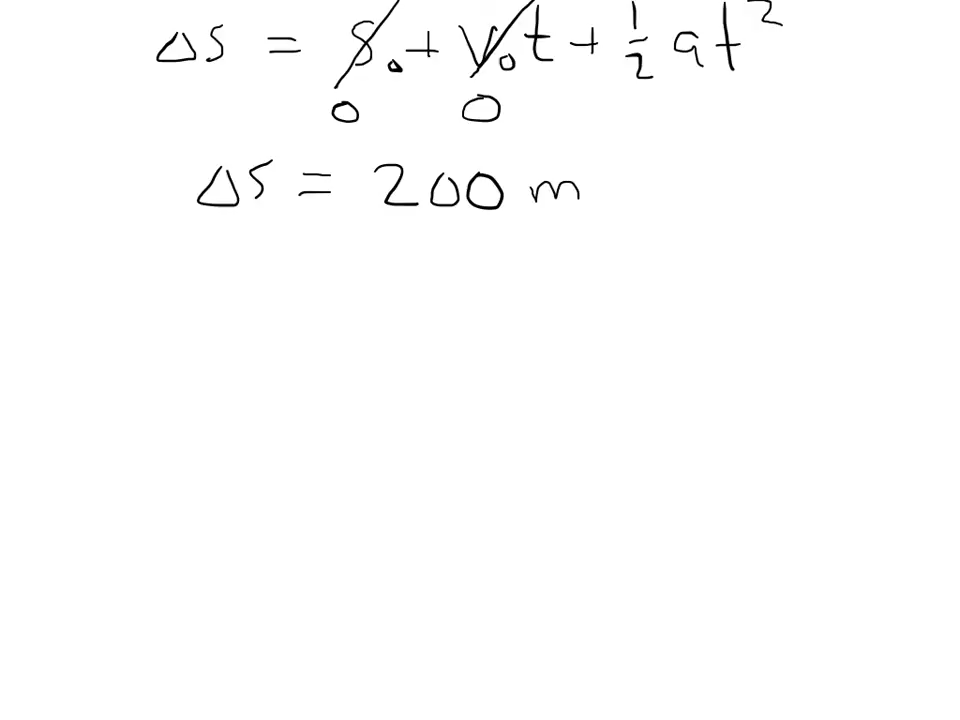 Δs = s₀ + v₀t + ½at²
0 0
Δs = 200 m